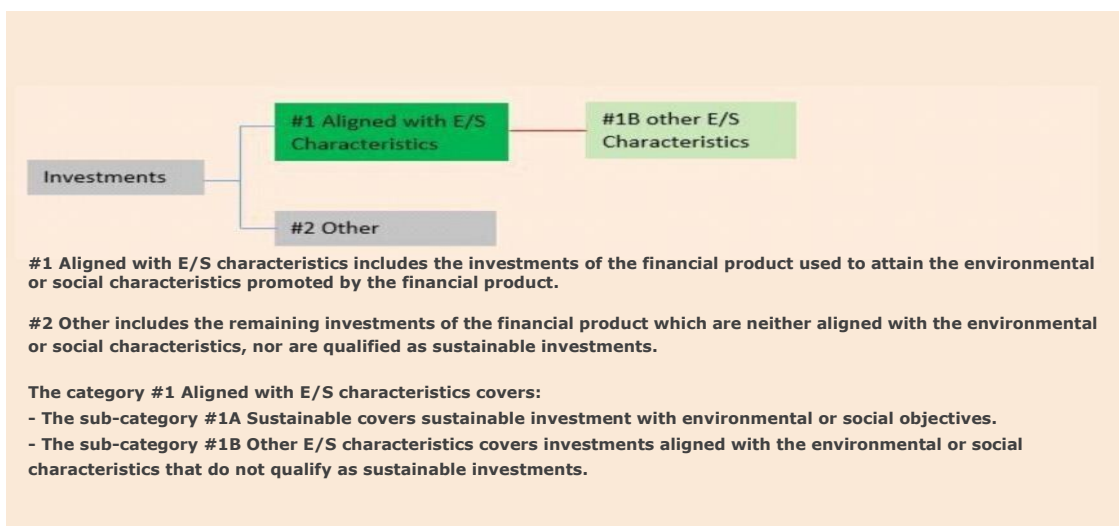 #1 Aligned with E/S
Characteristics
#1B other E/S
Characteristics
Investments
#2 Other
#1 Aligned with E/S characteristics includes the investments of the financial product used to attain the environmental
or social characteristics promoted by the financial product.
#2 Other includes the remaining investments of the financial product which are neither aligned with the environmental
or social characteristics, nor are qualified as sustainable investments.
The category #1 Aligned with E/S characteristics covers:
- The sub-category #1A Sustainable covers sustainable investment with environmental or social objectives.
- The sub-category #1B Other E/S characteristics covers investments aligned with the environmental or social
characteristics that do not qualify as sustainable investments.